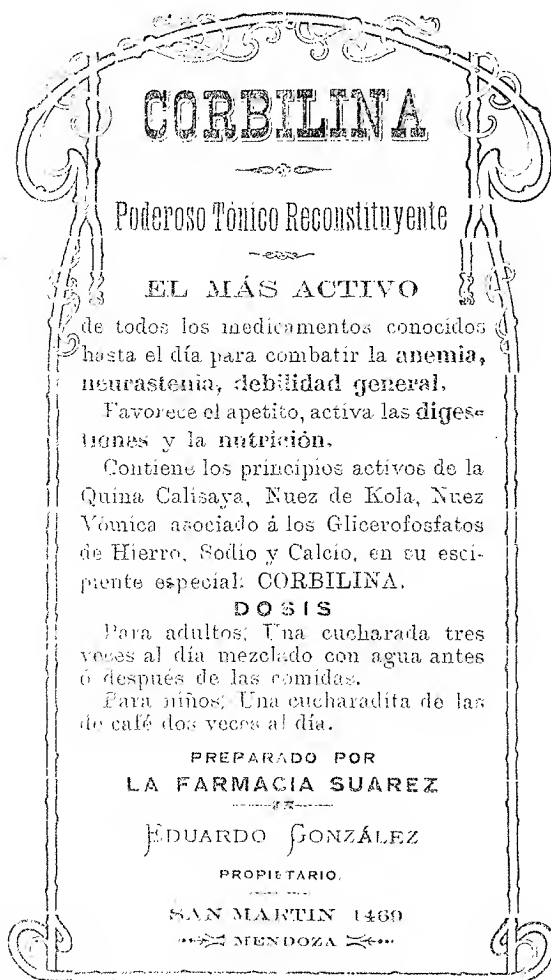 CORBILINA
Poderoso Tónico Reconstituyente
EL MÁS ACTIVO
de todos los medicamentos conocidos
hasta el día para combatir la anemia,
neurastenia, debilidad general.
Favorece el apetito, activa las diges-
tiones y la nutrición.
Contiene los principios activos de la
Quina Calisaya, Nuez de Kola, Nuez
Vómica asociado á los Glicerofosfatos
de Hierro, Sodio y Calcio, en su esci-
piente especial: CORBILINA.
DOSIS
Para adultos; Una cucharada tres
veces al día mezclado con agua antes
ó después de las comidas.
Para niños; Una cucharadita de las
de café dos veces al día.
PREPARADO POR
LA FARMACIA SUAREZ
EDUARDO GONZÁLEZ
PROPIETARIO.
SAN MARTIN 1469
MENDOZA